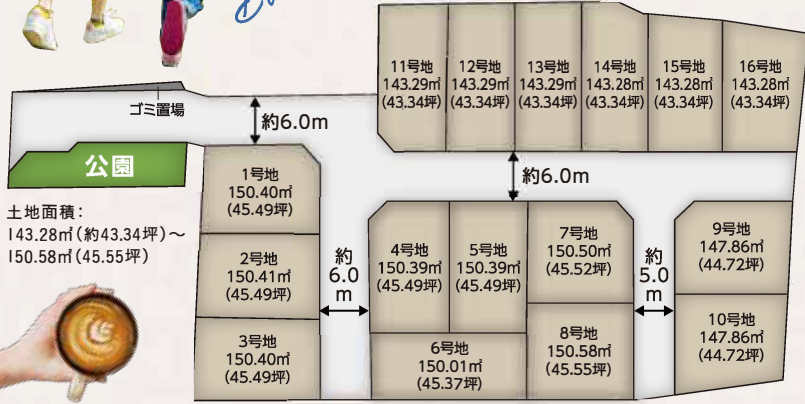 ゴミ置場
約6.0m
公園
土地面積：
143.28㎡(約43.34坪)〜
150.58㎡(45.55坪)
11号地
143.29㎡
(43.34坪)
12号地
143.29㎡
(43.34坪)
13号地
143.29㎡
(43.34坪)
14号地
143.28㎡
(43.34坪)
15号地
143.28㎡
(43.34坪)
16号地
143.28㎡
(43.34坪)
約6.0m
1号地
150.40㎡
(45.49坪)
2号地
150.41㎡
(45.49坪)
3号地
150.40㎡
(45.49坪)
約
6.0
m
4号地
150.39㎡
(45.49坪)
5号地
150.39㎡
(45.49坪)
6号地
150.01㎡
(45.37坪)
7号地
150.50㎡
(45.52坪)
8号地
150.58㎡
(45.55坪)
約
5.0
m
9号地
147.86㎡
(44.72坪)
10号地
147.86㎡
(44.72坪)